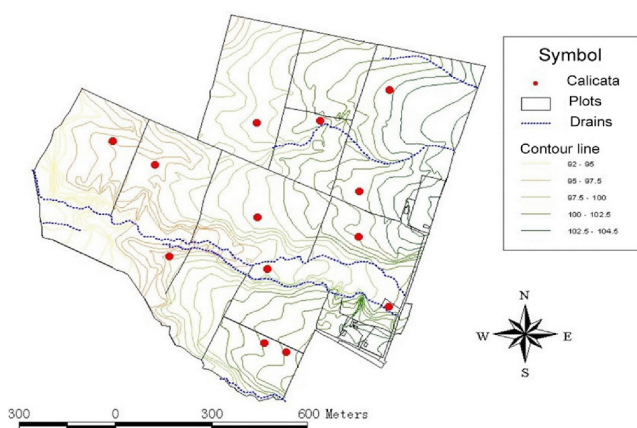 Symbol
Calicata
Plots
Drains
Contour line
92 - 95
95 - 97.5
97.5 - 100
100 - 102.5
102.5 - 104.5
N
W E
S
300 0 300 600 Meters